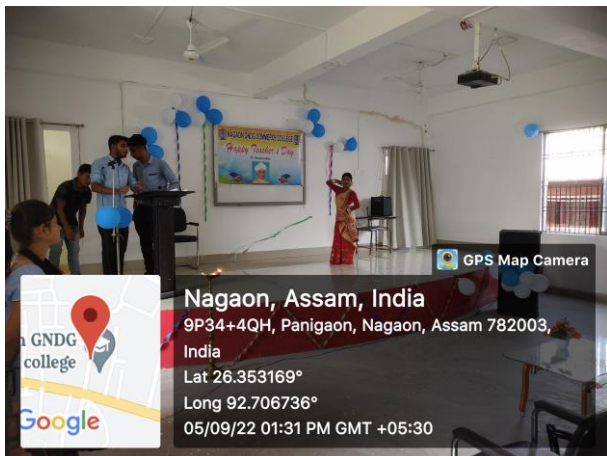 NAGAON GNDG COMMERCE COLLEGE
Happy Teacher's Day
GPS Map Camera
Nagaon, Assam, India
9P34+4QH, Panigaon, Nagaon, Assam 782003,
India
Lat 26.353169°
Long 92.706736°
05/09/22 01:31 PM GMT +05:30
GNDG
college
Google